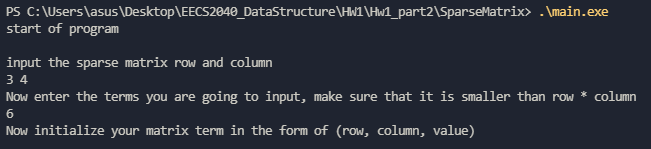 PS C:\Users\asus\Desktop\EECS2040_DataStructure\HW1\Hw1_part2\SparseMatrix> .\main.exe
start of program
input the sparse matrix row and column
3 4
Now enter the terms you are going to input, make sure that it is smaller than row * column
6
Now initialize your matrix term in the form of (row, column, value)